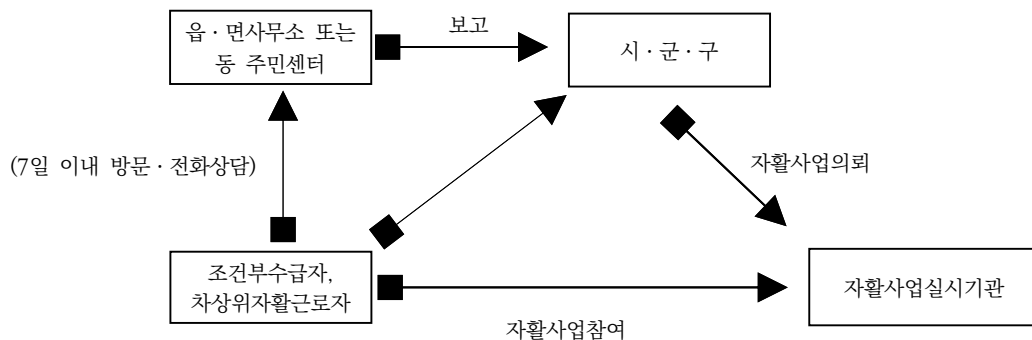 읍 · 면사무소 또는
동 주민센터
보고
시 · 군 · 구
(7일 이내 방문 · 전화상담)
자활사업의뢰
조건부수급자,
차상위자활근로자
자활사업실시기관
자활사업참여